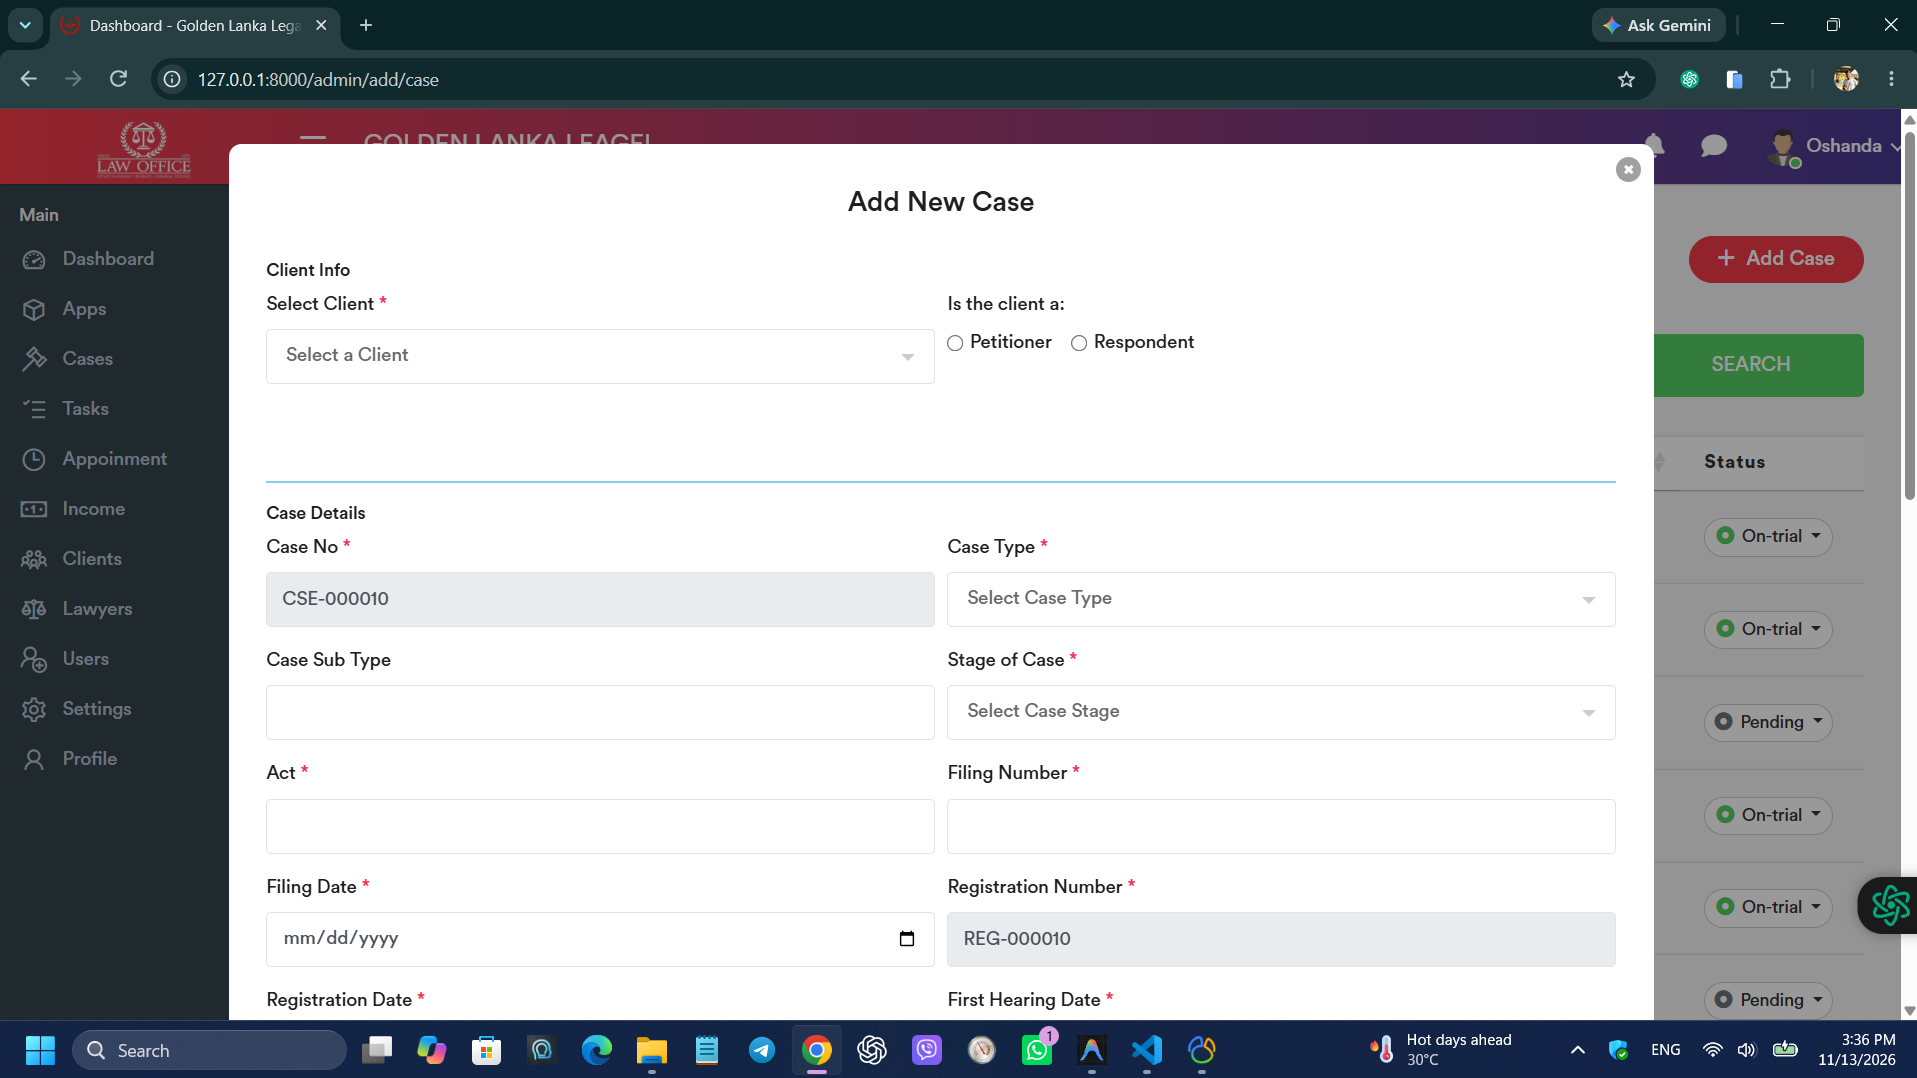 Dashboard - Golden Lanka Lega
Ask Gemini
127.0.0.1:8000/admin/add/case
LAW OFFICE
GOLDEN LANKA LEAGEL
Oshanda
Main
Dashboard
Apps
Cases
Tasks
Appoinment
Income
Clients
Lawyers
Users
Settings
Profile
Add New Case
Client Info
Select Client *
Is the client a:
Select a Client
Petitioner Respondent
Case Details
Case No *
Case Type *
CSE-000010
Select Case Type
Case Sub Type
Stage of Case *
Select Case Stage
Act *
Filing Number *
Filing Date *
Registration Number *
mm/dd/yyyy
REG-000010
Registration Date *
First Hearing Date *
+ Add Case
SEARCH
Status
On-trial
On-trial
Pending
On-trial
On-trial
Pending
Search
1
Hot days ahead
30°C
ENG
3:36 PM
11/13/2026